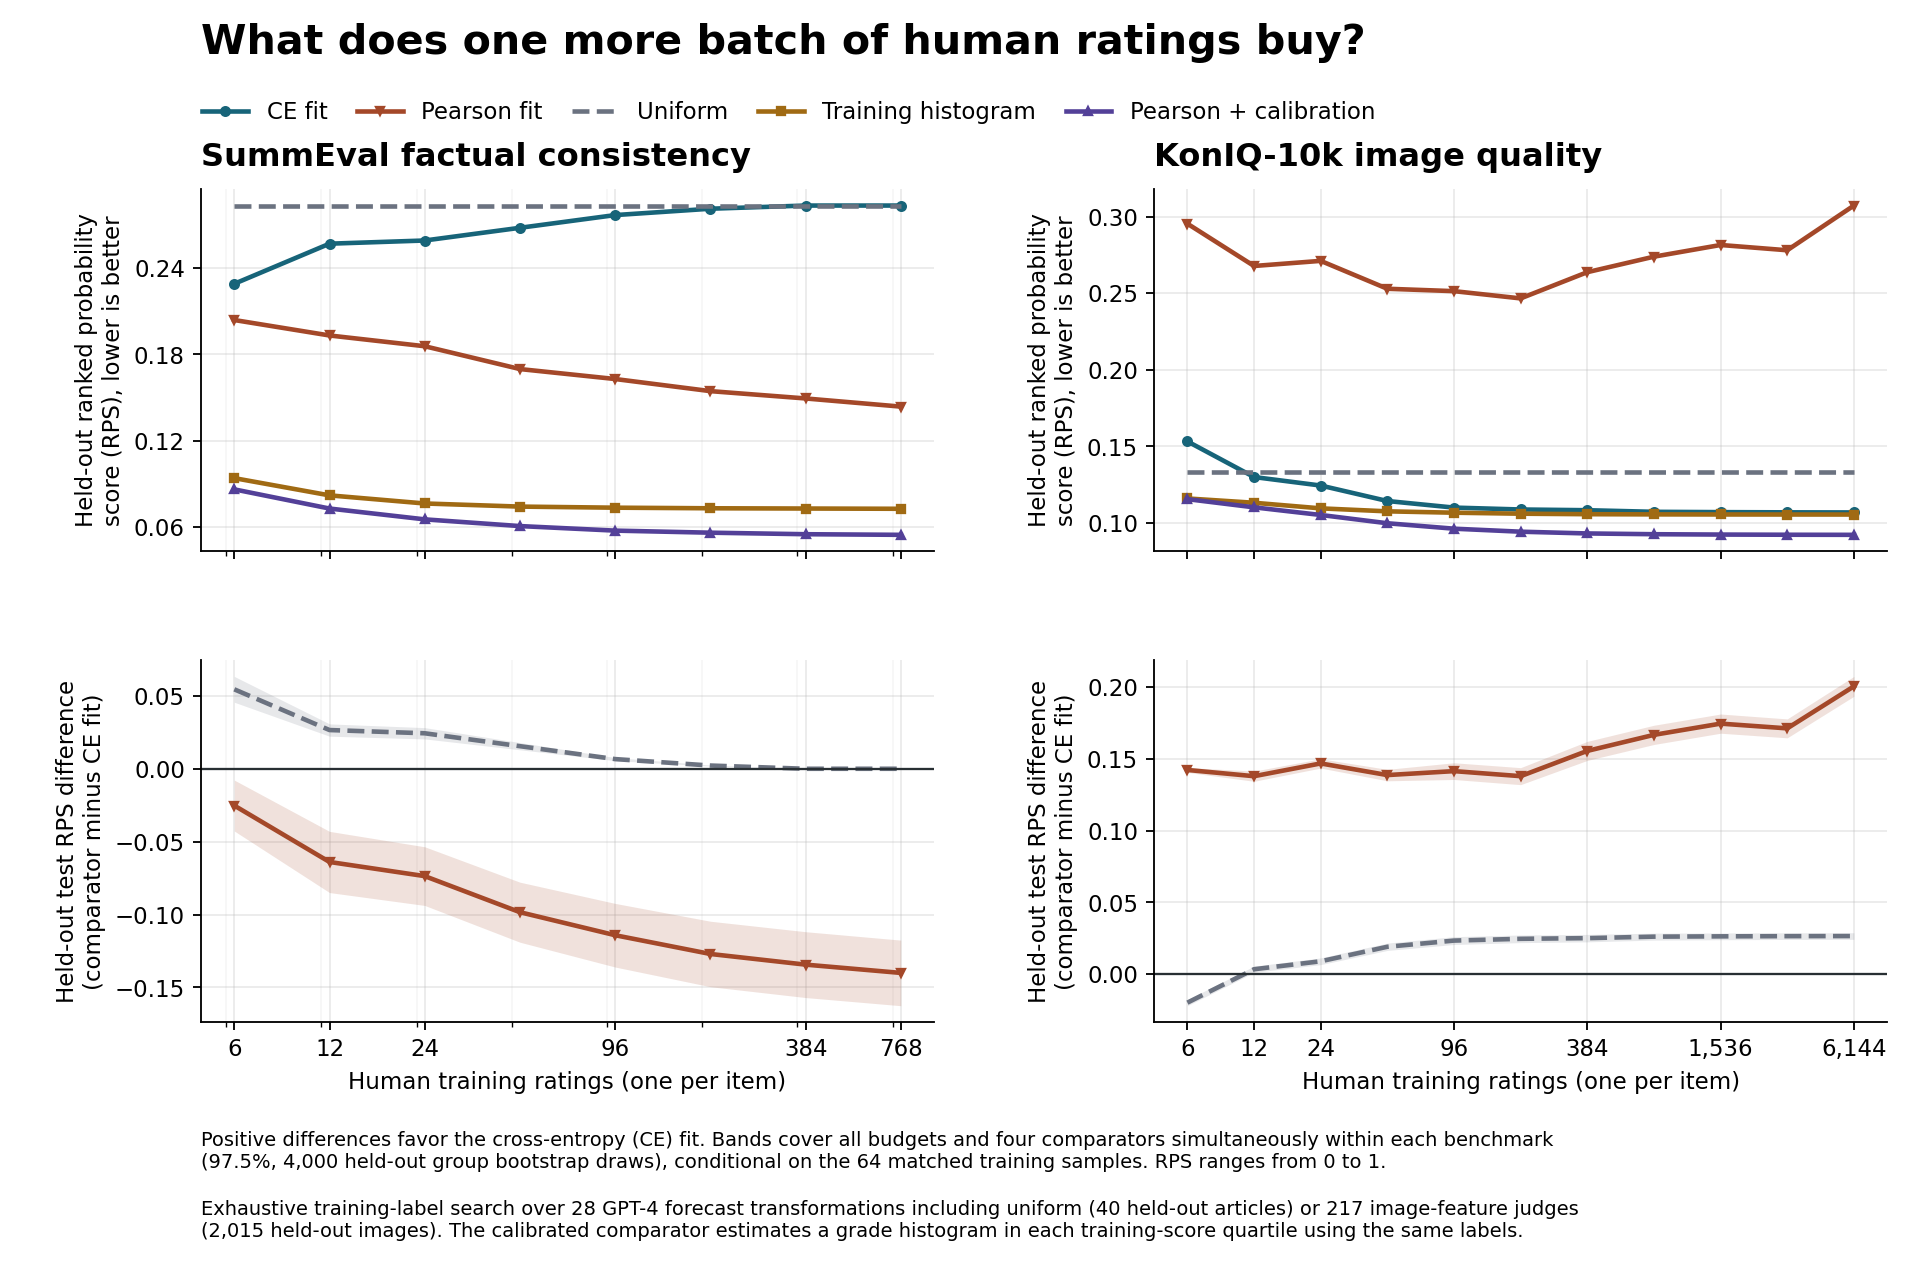 What does one more batch of human ratings buy?
CE fit
Pearson fit
Uniform
Training histogram
Pearson + calibration
SummEval factual consistency
Held-out ranked probability
score (RPS), lower is better
0.24
0.18
0.12
0.06
KonIQ-10k image quality
Held-out ranked probability
score (RPS), lower is better
0.30
0.25
0.20
0.15
0.10
Held-out test RPS difference
(comparator minus CE fit)
0.05
0.00
−0.05
−0.10
−0.15
6 12 24 96 384 768
Human training ratings (one per item)
Held-out test RPS difference
(comparator minus CE fit)
0.20
0.15
0.10
0.05
0.00
6 12 24 96 384 1,536 6,144
Human training ratings (one per item)
Positive differences favor the cross-entropy (CE) fit. Bands cover all budgets and four comparators simultaneously within each benchmark
(97.5%, 4,000 held-out group bootstrap draws), conditional on the 64 matched training samples. RPS ranges from 0 to 1.
Exhaustive training-label search over 28 GPT-4 forecast transformations including uniform (40 held-out articles) or 217 image-feature judges
(2,015 held-out images). The calibrated comparator estimates a grade histogram in each training-score quartile using the same labels.